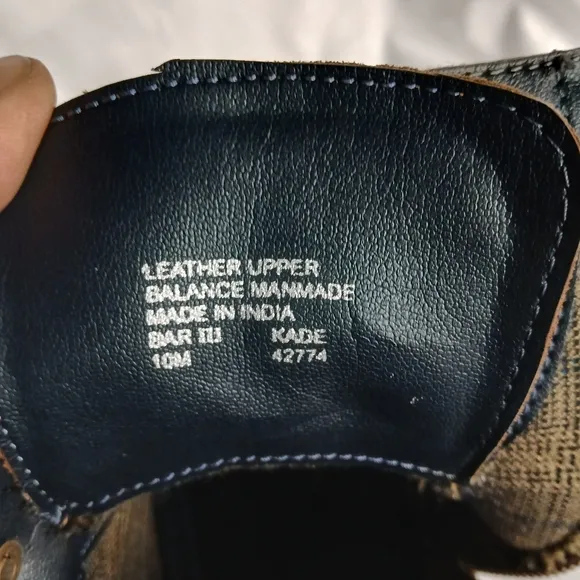 LEATHER UPPER
BALANCE MANMADE
MADE IN INDIA
BAR III KADE
10M 42774